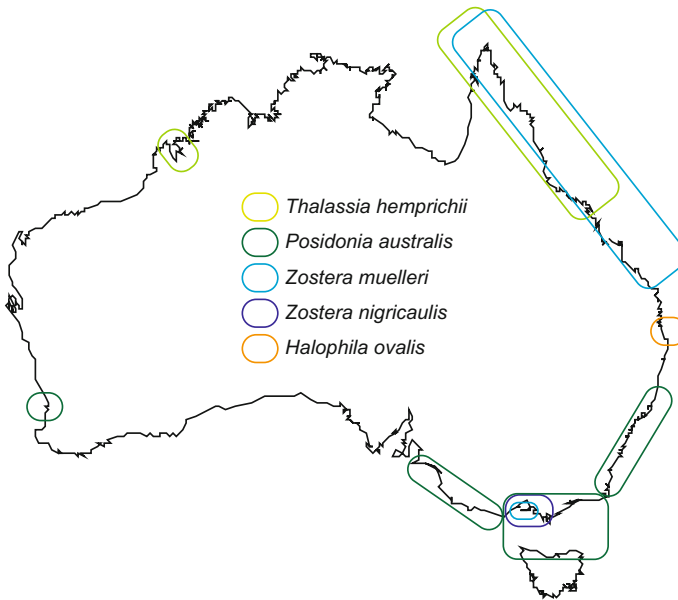 Thalassia hemprichii
Posidonia australis
Zostera muelleri
Zostera nigricaulis
Halophila ovalis